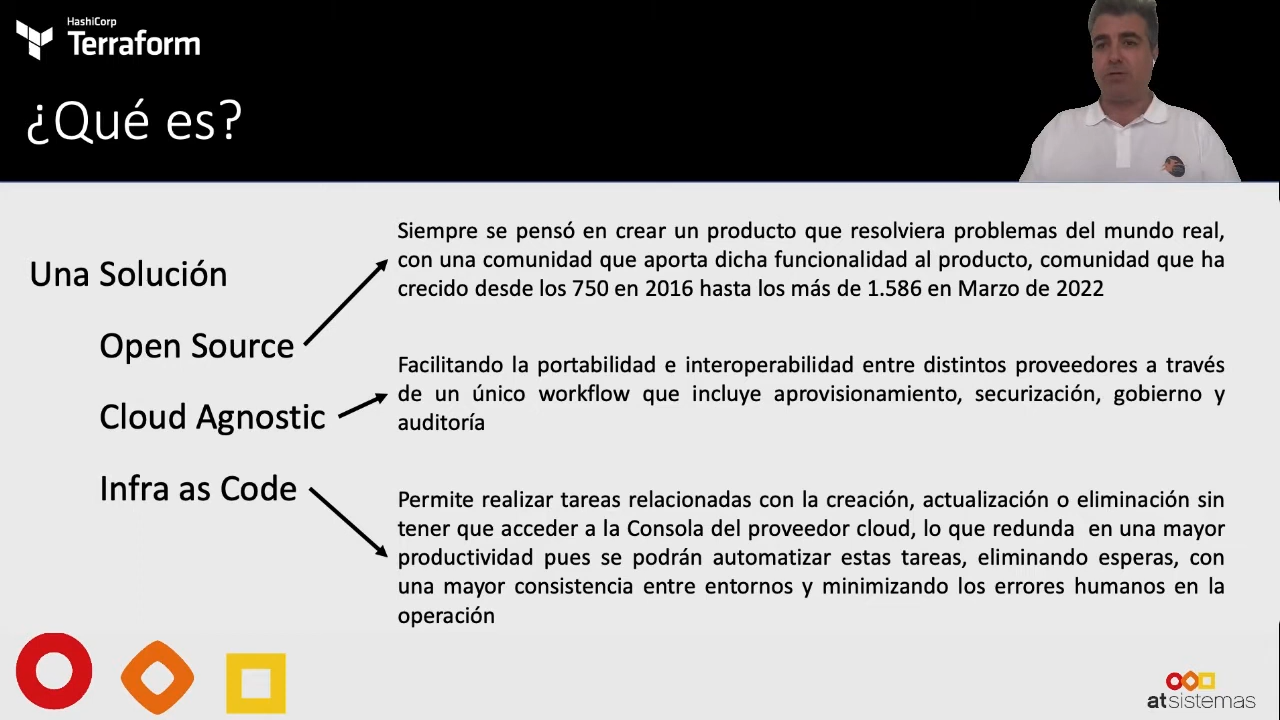 HashiCorp
Terraform
¿Qué es?
Una Solución
Open Source
Cloud Agnostic
Infra as Code
Siempre se pensó en crear un producto que resolviera problemas del mundo real,
con una comunidad que aporta dicha funcionalidad al producto, comunidad que ha
crecido desde los 750 en 2016 hasta los más de 1.586 en Marzo de 2022
Facilitando la portabilidad e interoperabilidad entre distintos proveedores a través
de un único workflow que incluye aprovisionamiento, securización, gobierno y
auditoría
Permite realizar tareas relacionadas con la creación, actualización o eliminación sin
tener que acceder a la Consola del proveedor cloud, lo que redunda en una mayor
productividad pues se podrán automatizar estas tareas, eliminando esperas, con
una mayor consistencia entre entornos y minimizando los errores humanos en la
operación
atsistemas